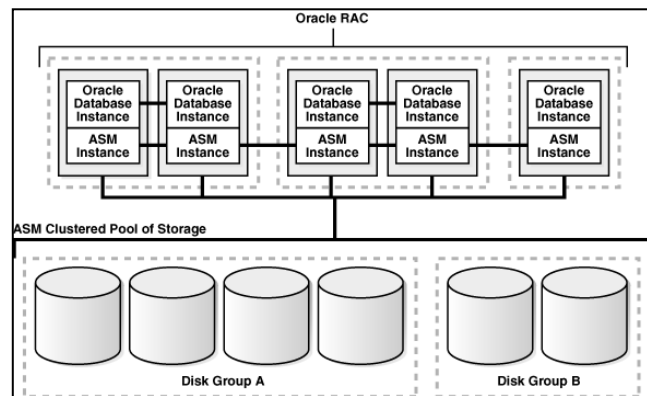 Oracle RAC
Oracle
Database
Instance
ASM
Instance
Oracle
Database
Instance
ASM
Instance
Oracle
Database
Instance
ASM
Instance
Oracle
Database
Instance
ASM
Instance
Oracle
Database
Instance
ASM
Instance
ASM Clustered Pool of Storage
Disk Group A
Disk Group B